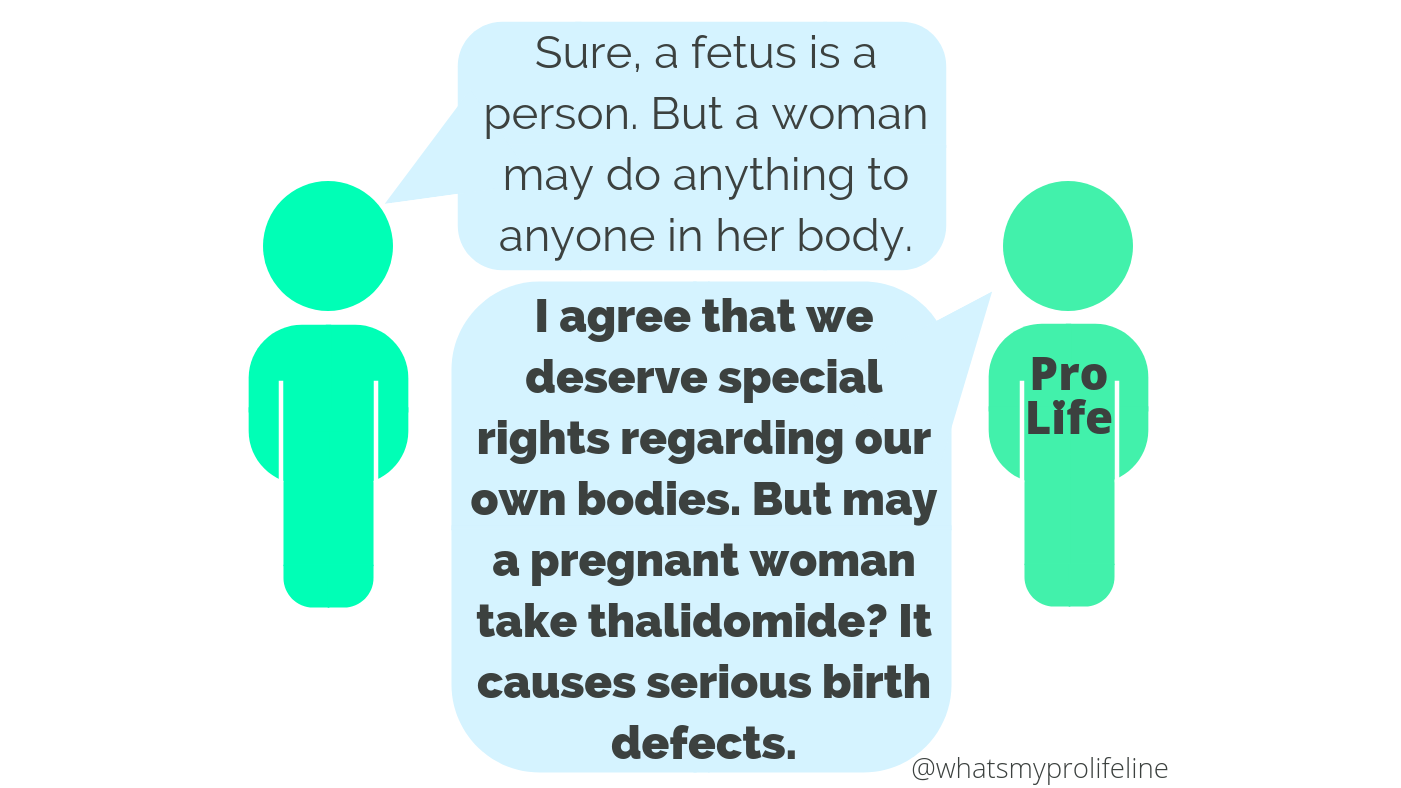 Sure, a fetus is a
person. But a woman
may do anything to
anyone in her body.
I agree that we
deserve special
rights regarding our
own bodies. But may
a pregnant woman
take thalidomide? It
causes serious birth
defects.
Pro
Life
@whatsmyprolifeline